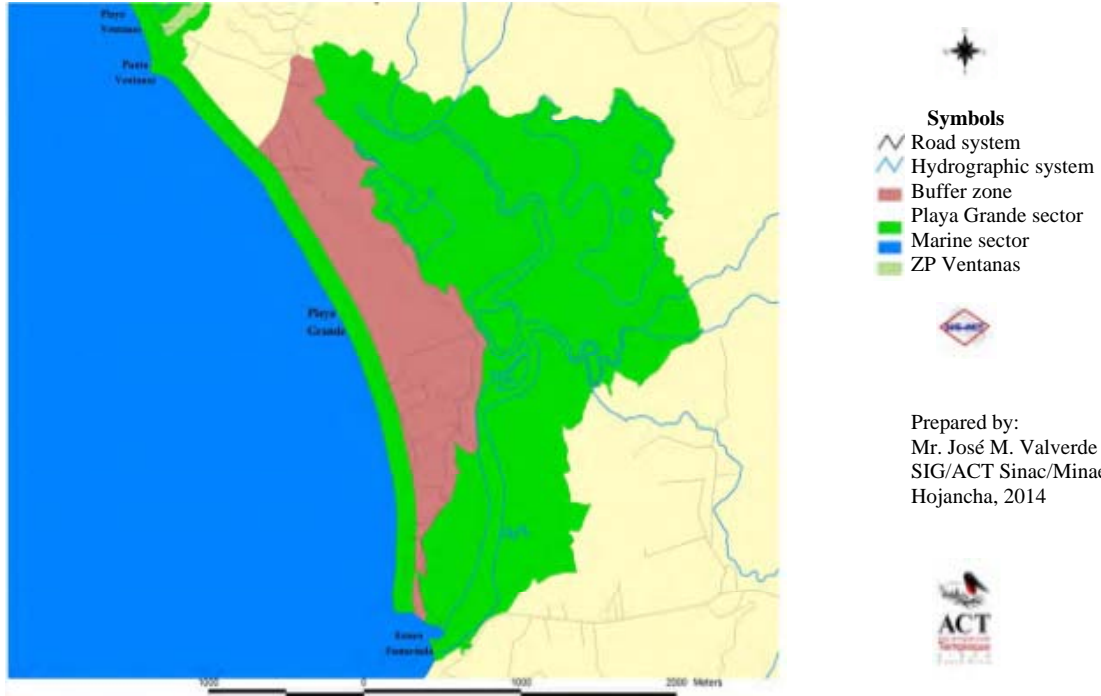 Playa
Ventanas
Punta
Ventanas
Playa
Grande
Estero
Tamarindo
1000
0
1000
2000 Meters
Symbols
Road system
Hydrographic system
Buffer zone
Playa Grande sector
Marine sector
ZP Ventanas
Prepared by:
Mr. José M. Valverde
SIG/ACT Sinac/Minae
Hojancha, 2014
ACT
Tempisque